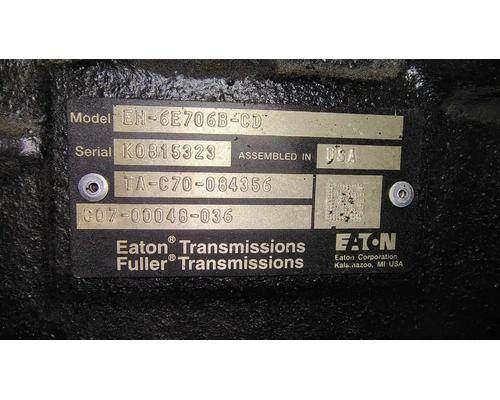 Model EH-6E706B-CD
Serial K0815323 ASSEMBLED IN USA
TA-C70-084356
C07-00048-036
Eaton® Transmissions
Fuller® Transmissions
EATON
Eaton Corporation
Kalamazoo, MI USA